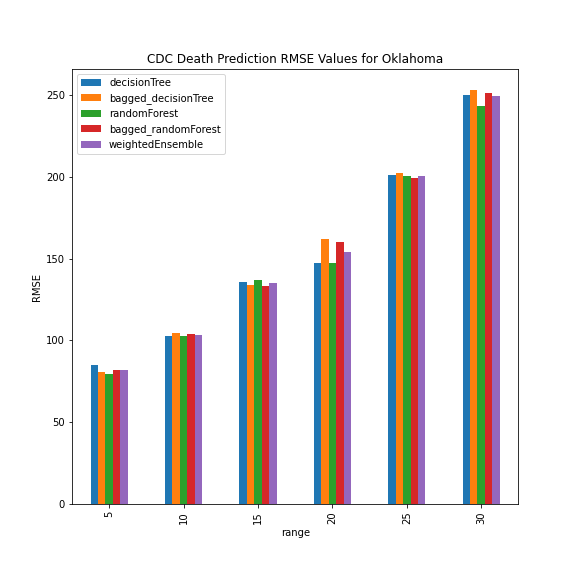 CDC Death Prediction RMSE Values for Oklahoma
decisionTree
bagged_decisionTree
randomForest
bagged_randomForest
weightedEnsemble
RMSE
250
200
150
100
50
0
5 10 15 20 25 30
range